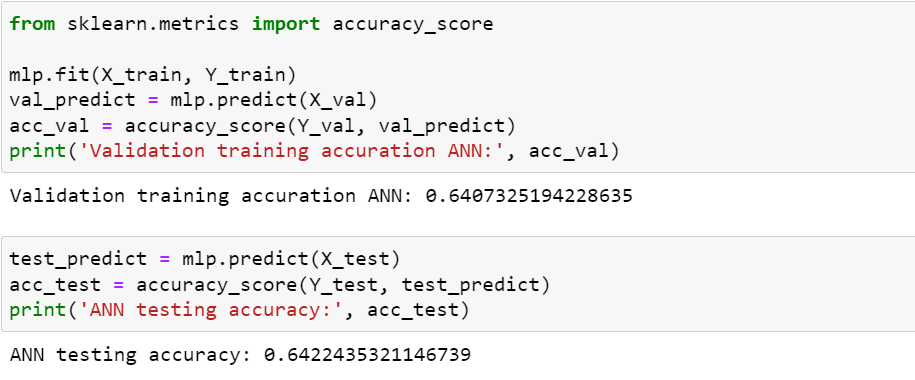 from sklearn.metrics import accuracy_score
mlp.fit(X_train, Y_train)
val_predict = mlp.predict(X_val)
acc_val = accuracy_score(Y_val, val_predict)
print('Validation training accuration ANN:', acc_val)
Validation training accuration ANN: 0.6407325194228635
test_predict = mlp.predict(X_test)
acc_test = accuracy_score(Y_test, test_predict)
print('ANN testing accuracy:', acc_test)
ANN testing accuracy: 0.6422435321146739